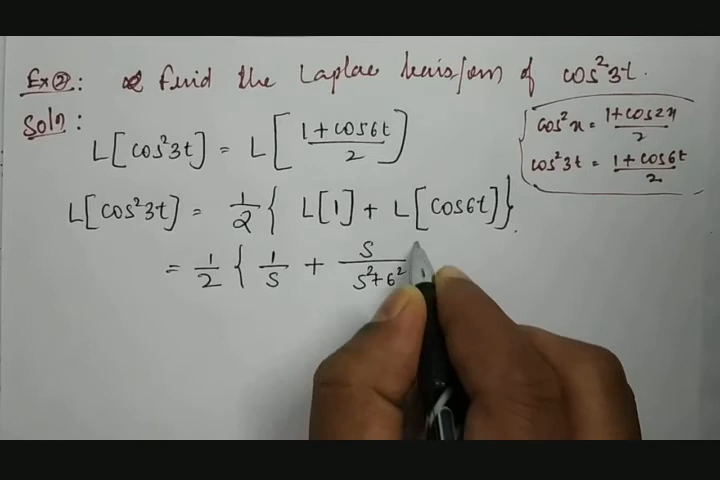 Ex②: Find the Laplae transform of cos²3t.
Soln:
L[cos²3t] = L[(1+cos6t)/2]
cos²x = (1+cos2x)/2
cos²3t = (1+cos6t)/2
L[cos²3t] = 1/2 { L[1] + L[cos6t] }.
= 1/2 { 1/s + s/(s²+6²)